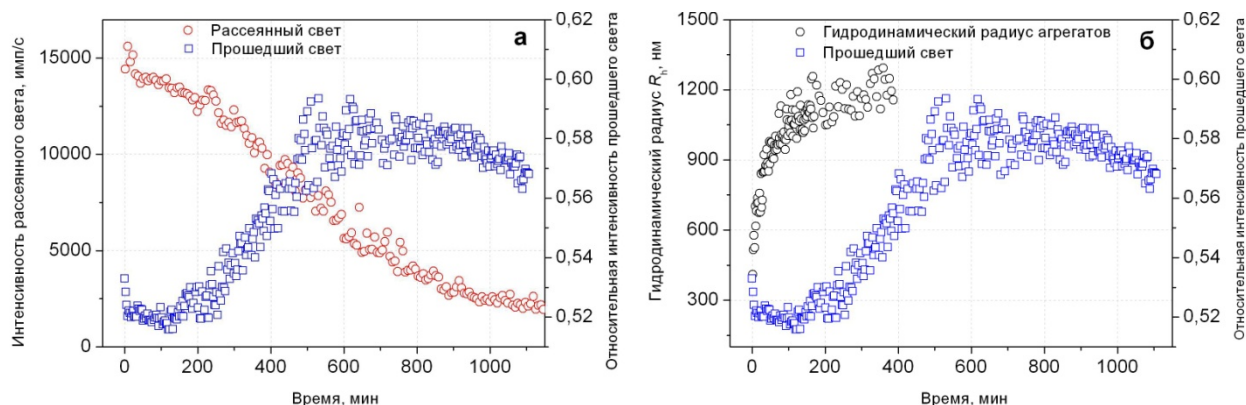 а
Рассеянный свет
Прошедший свет
Интенсивность рассеянного света, имп/с
15000
10000
5000
0
0,62
0,60
0,58
0,56
0,54
0,52
Относительная интенсивность прошедшего света
0 200 400 600 800 1000
Время, мин
б
Гидродинамический радиус агрегатов
Прошедший свет
Гидродинамический радиус Rh, нм
1500
1200
900
600
300
0,62
0,60
0,58
0,56
0,54
0,52
Относительная интенсивность прошедшего света
0 200 400 600 800 1000
Время, мин